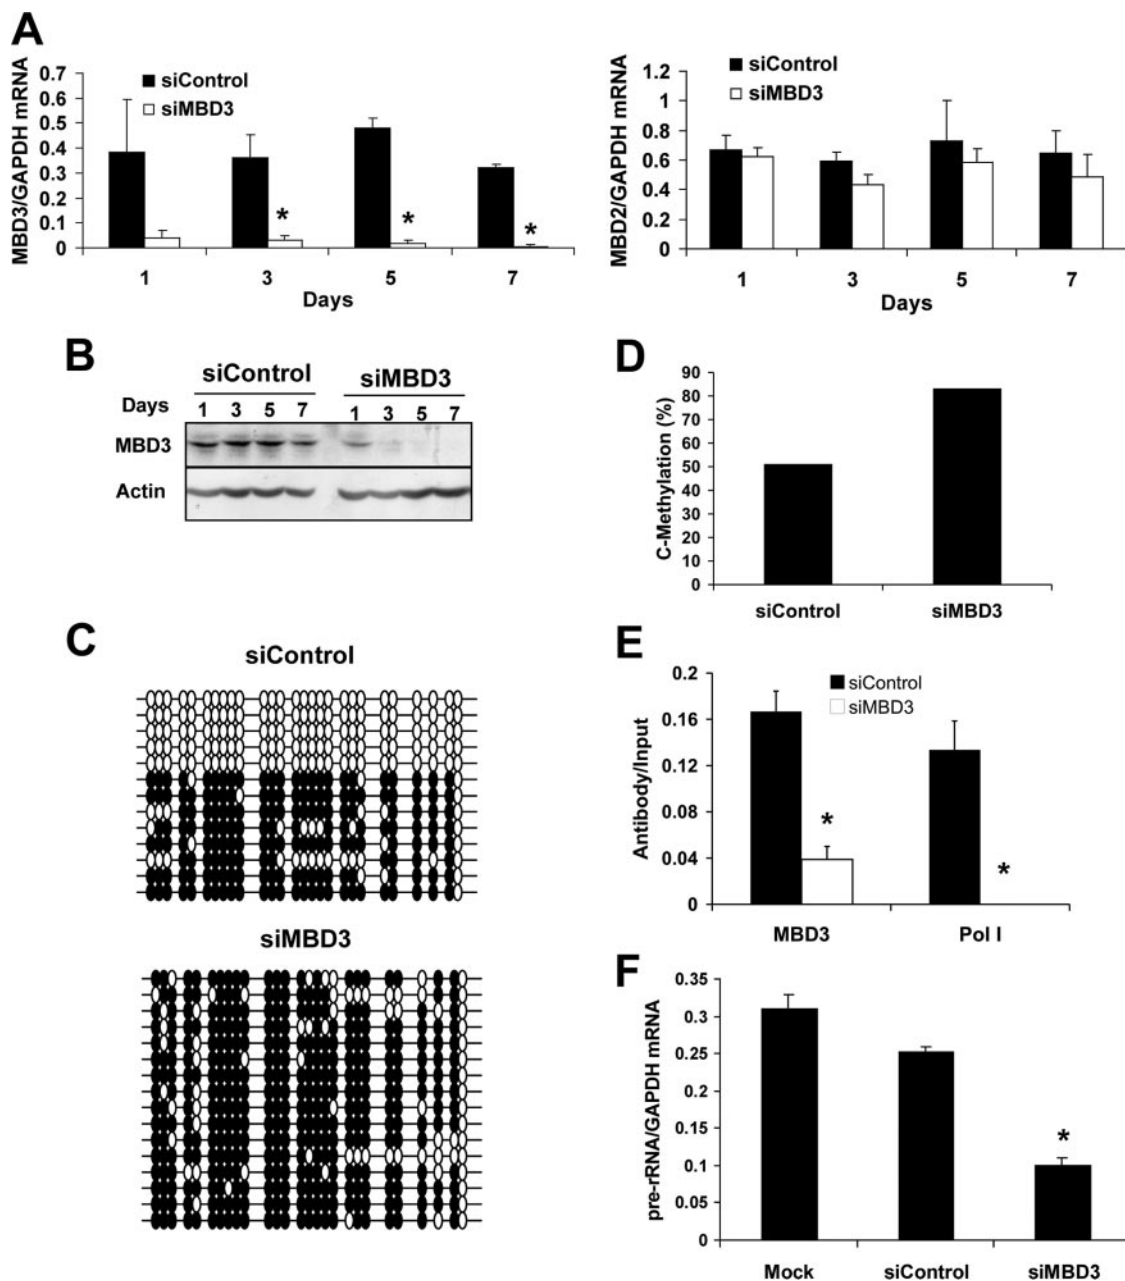 A
MBD3/GAPDH mRNA
0.7
0.6
0.5
0.4
0.3
0.2
0.1
0
siControl
siMBD3
*
*
*
1
3
5
7
Days
MBD2/GAPDH mRNA
1.2
1
0.8
0.6
0.4
0.2
0
siControl
siMBD3
1
3
5
7
Days
B
siControl
siMBD3
Days
1 3 5 7
1 3 5 7
MBD3
Actin
C
siControl
siMBD3
D
C-Methylation (%)
90
80
70
60
50
40
30
20
10
0
siControl
siMBD3
E
Antibody/Input
0.2
0.16
0.12
0.08
0.04
0
siControl
siMBD3
*
*
MBD3
Pol I
F
pre-rRNA/GAPDH mRNA
0.35
0.3
0.25
0.2
0.15
0.1
0.05
0
*
Mock
siControl
siMBD3